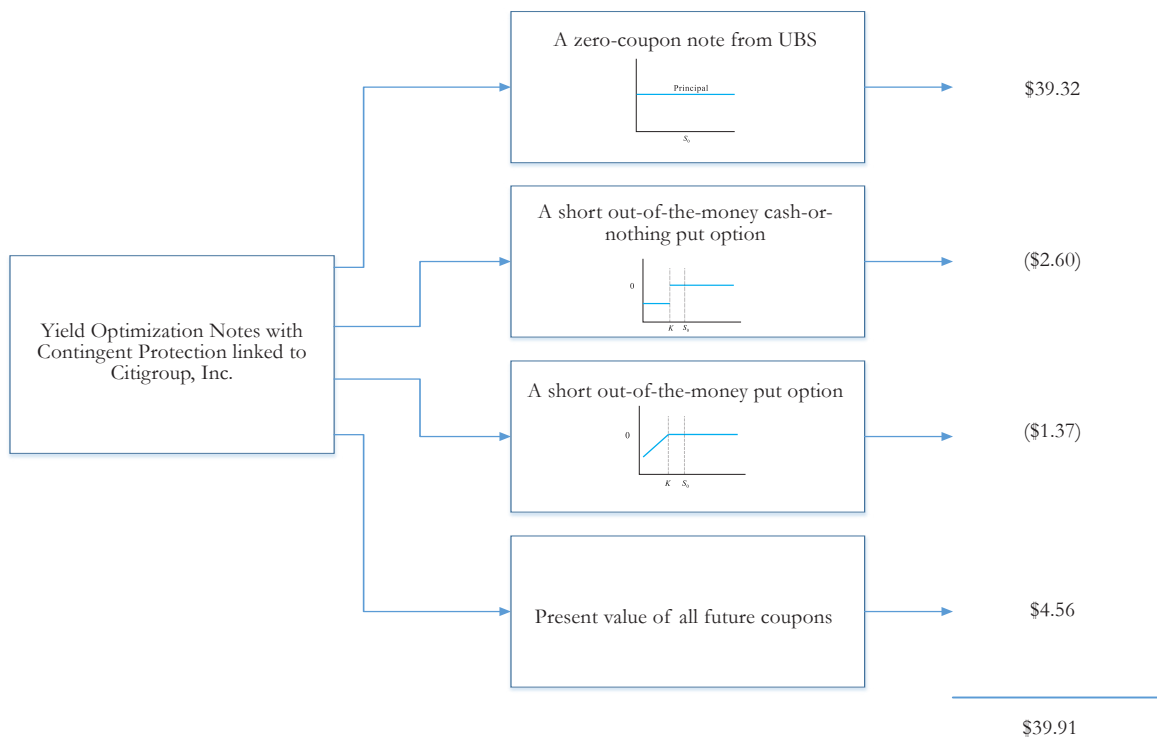 A zero-coupon note from UBS
Principal
S₀
$39.32
A short out-of-the-money cash-or-
nothing put option
0
K S₀
($2.60)
Yield Optimization Notes with
Contingent Protection linked to
Citigroup, Inc.
A short out-of-the-money put option
0
K S₀
($1.37)
Present value of all future coupons
$4.56
$39.91